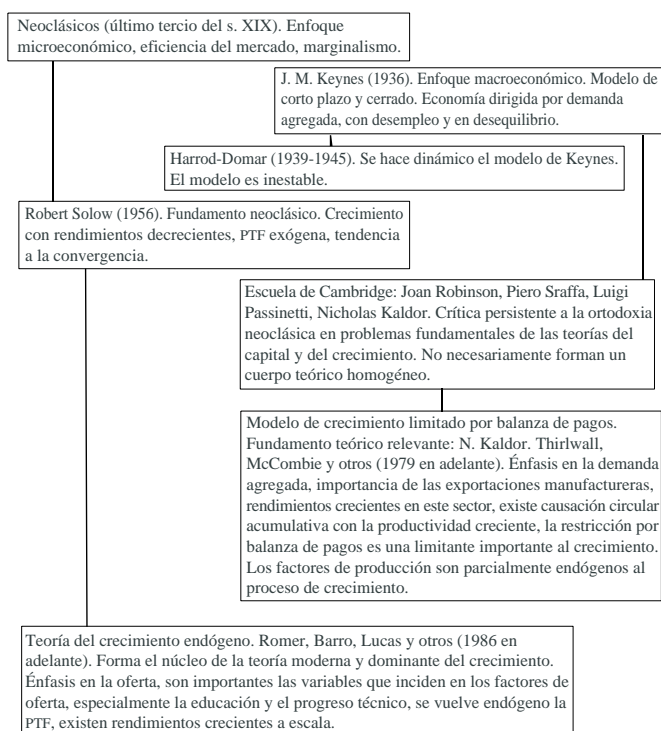 Neoclásicos (último tercio del s. XIX). Enfoque
microeconómico, eficiencia del mercado, marginalismo.
J. M. Keynes (1936). Enfoque macroeconómico. Modelo de
corto plazo y cerrado. Economía dirigida por demanda
agregada, con desempleo y en desequilibrio.
Harrod-Domar (1939-1945). Se hace dinámico el modelo de Keynes.
El modelo es inestable.
Robert Solow (1956). Fundamento neoclásico. Crecimiento
con rendimientos decrecientes, PTF exógena, tendencia
a la convergencia.
Escuela de Cambridge: Joan Robinson, Piero Sraffa, Luigi
Passinetti, Nicholas Kaldor. Crítica persistente a la ortodoxia
neoclásica en problemas fundamentales de las teorías del
capital y del crecimiento. No necesariamente forman un
cuerpo teórico homogéneo.
Modelo de crecimiento limitado por balanza de pagos.
Fundamento teórico relevante: N. Kaldor. Thirlwall,
McCombie y otros (1979 en adelante). Énfasis en la demanda
agregada, importancia de las exportaciones manufactureras,
rendimientos crecientes en este sector, existe causación circular
acumulativa con la productividad creciente, la restricción por
balanza de pagos es una limitante importante al crecimiento.
Los factores de producción son parcialmente endógenos al
proceso de crecimiento.
Teoría del crecimiento endógeno. Romer, Barro, Lucas y otros (1986 en
adelante). Forma el núcleo de la teoría moderna y dominante del crecimiento.
Énfasis en la oferta, son importantes las variables que inciden en los factores de
oferta, especialmente la educación y el progreso técnico, se vuelve endógeno la
PTF, existen rendimientos crecientes a escala.